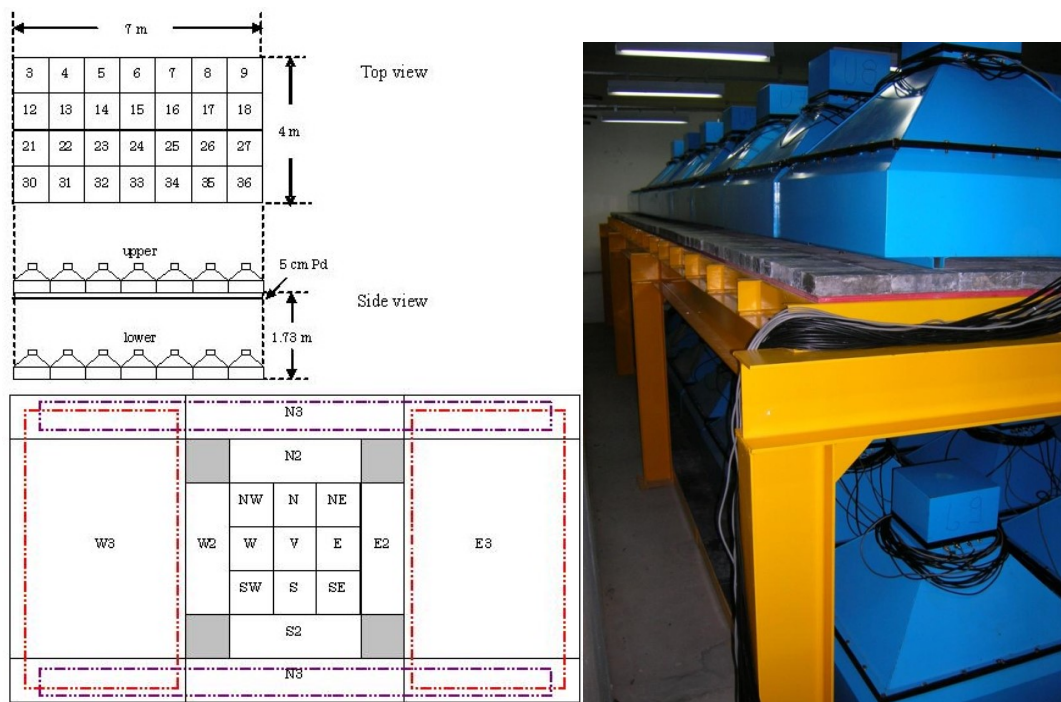 7 m
3 4 5 6 7 8 9
Top view
12 13 14 15 16 17 18
4 m
21 22 23 24 25 26 27
30 31 32 33 34 35 36
upper
5 cm Pd
Side view
lower
1.73 m
N3
N2
NW N NE
W3 W2 W V E E2 E3
SW S SE
S2
N3